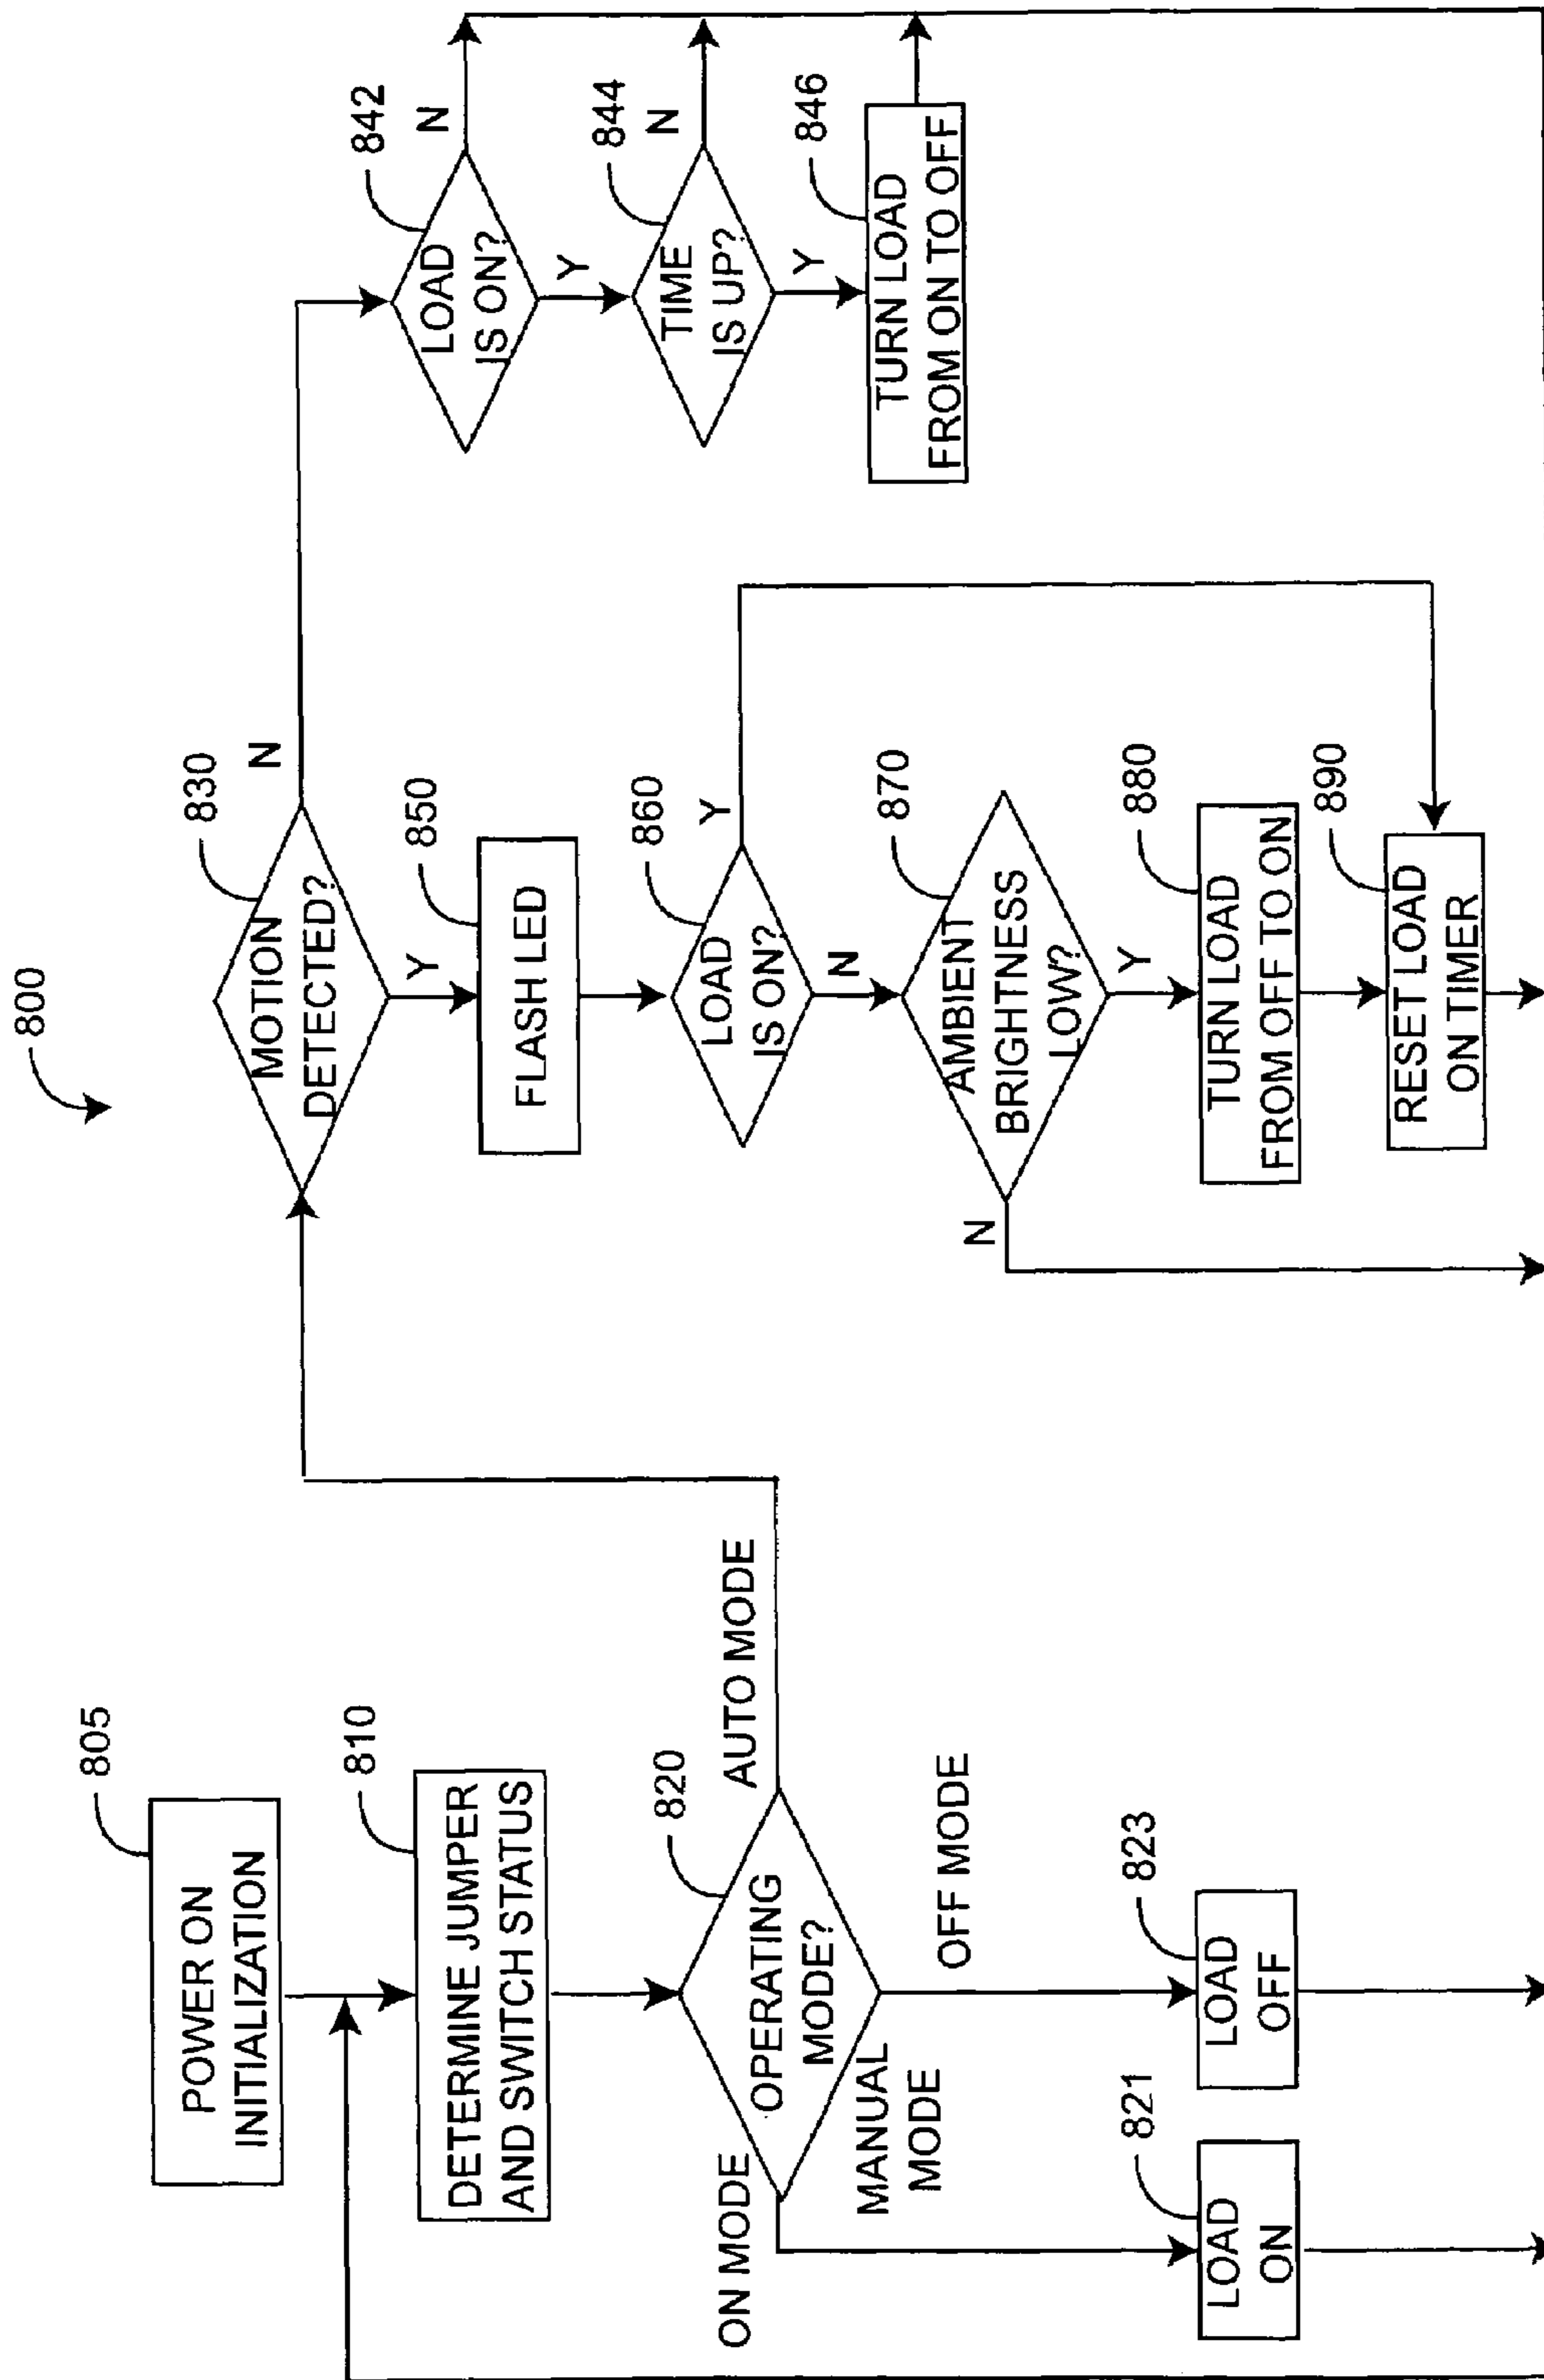 800
805
POWER ON
INITIALIZATION
810
DETERMINE JUMPER
AND SWITCH STATUS
820
OPERATING
MODE?
ON MODE
MANUAL
MODE
OFF MODE
AUTO MODE
821
LOAD
ON
823
LOAD
OFF
830
MOTION
DETECTED?
N
Y
850
FLASH LED
860
LOAD
IS ON?
Y
N
870
AMBIENT
BRIGHTNESS
LOW?
N
Y
880
TURN LOAD
FROM OFF TO ON
890
RESET LOAD
ON TIMER
842
LOAD
IS ON?
N
Y
844
TIME
IS UP?
N
Y
846
TURN LOAD
FROM ON TO OFF